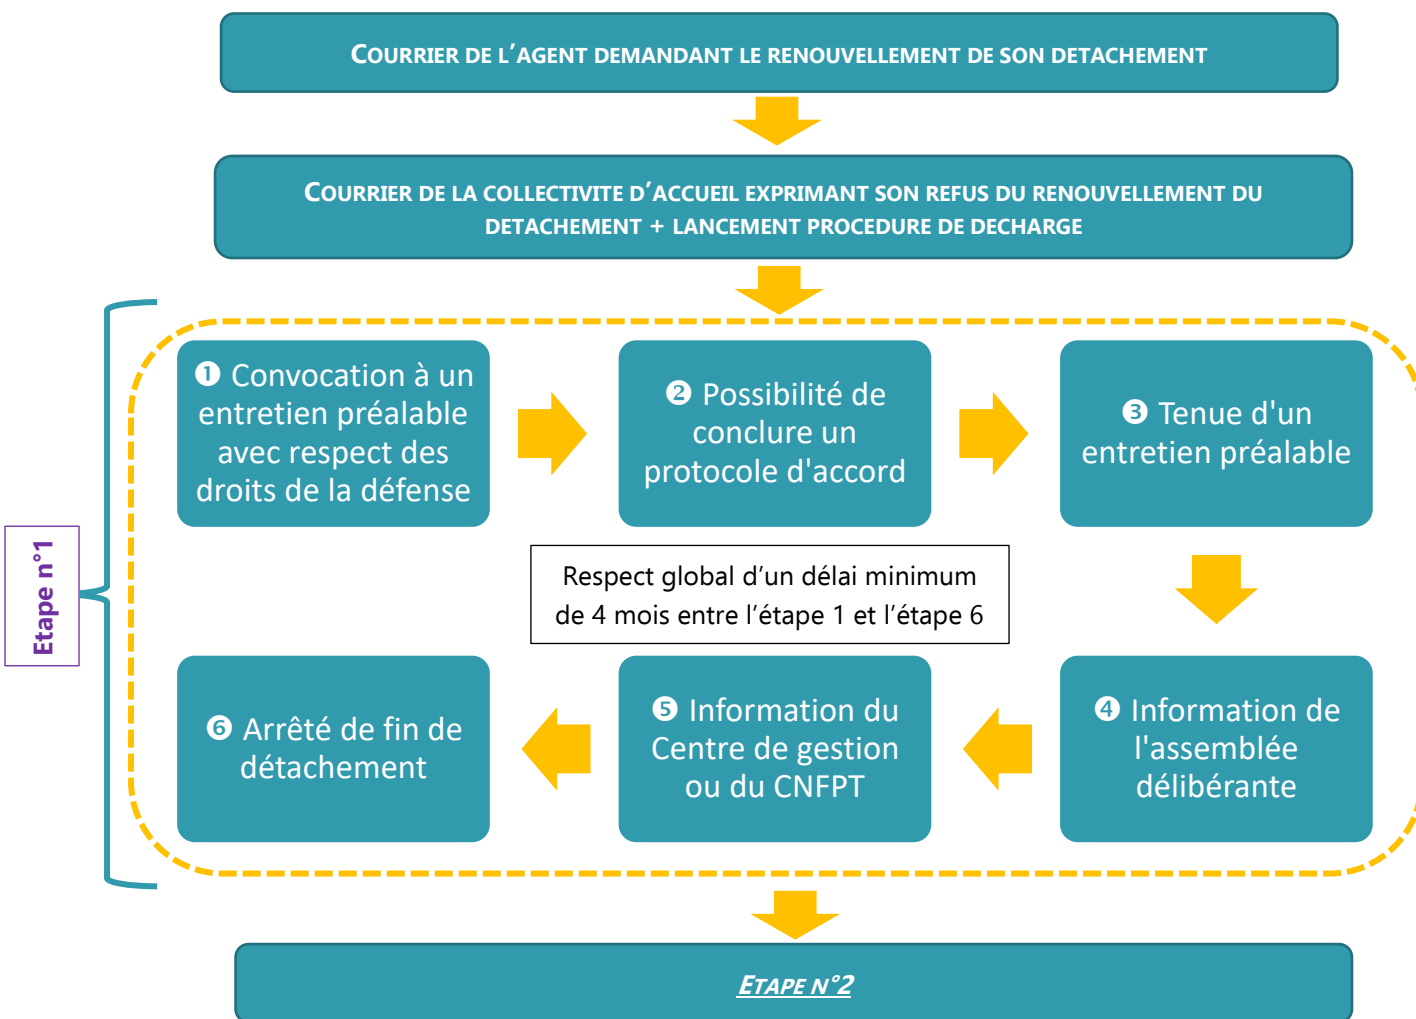 COURRIER DE L'AGENT DEMANDANT LE RENOUVELLEMENT DE SON DETACHEMENT
COURRIER DE LA COLLECTIVITE D'ACCUEIL EXPRIMANT SON REFUS DU RENOUVELLEMENT DU
DETACHEMENT + LANCEMENT PROCEDURE DE DECHARGE
Etape n°1
❶ Convocation à un
entretien préalable
avec respect des
droits de la défense
❷ Possibilité de
conclure un
protocole d'accord
❸ Tenue d'un
entretien préalable
Respect global d'un délai minimum
de 4 mois entre l'étape 1 et l'étape 6
❹ Information de
l'assemblée
délibérante
❺ Information du
Centre de gestion
ou du CNFPT
❻ Arrêté de fin de
détachement
ETAPE N°2